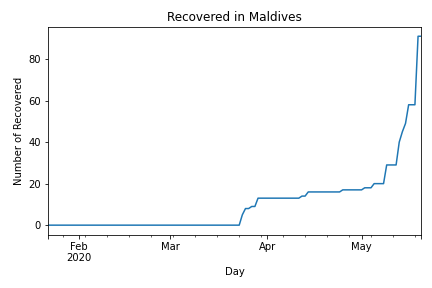 Recovered in Maldives
Number of Recovered
80
60
40
20
0
Feb
2020
Mar
Apr
May
Day